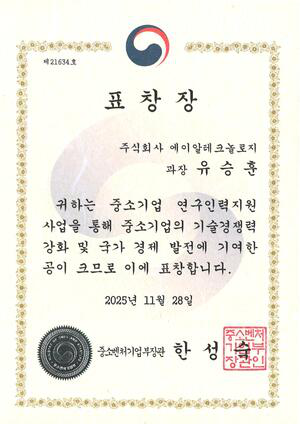 제21634호
표창장
주식회사 에이알테크놀로지
과장 유승훈
귀하는 중소기업 연구인력지원
사업을 통해 중소기업의 기술경쟁력
강화 및 국가 경제 발전에 기여한
공이 크므로 이에 표창합니다.
2025년 11월 28일
중소벤처기업부장관 한성숙